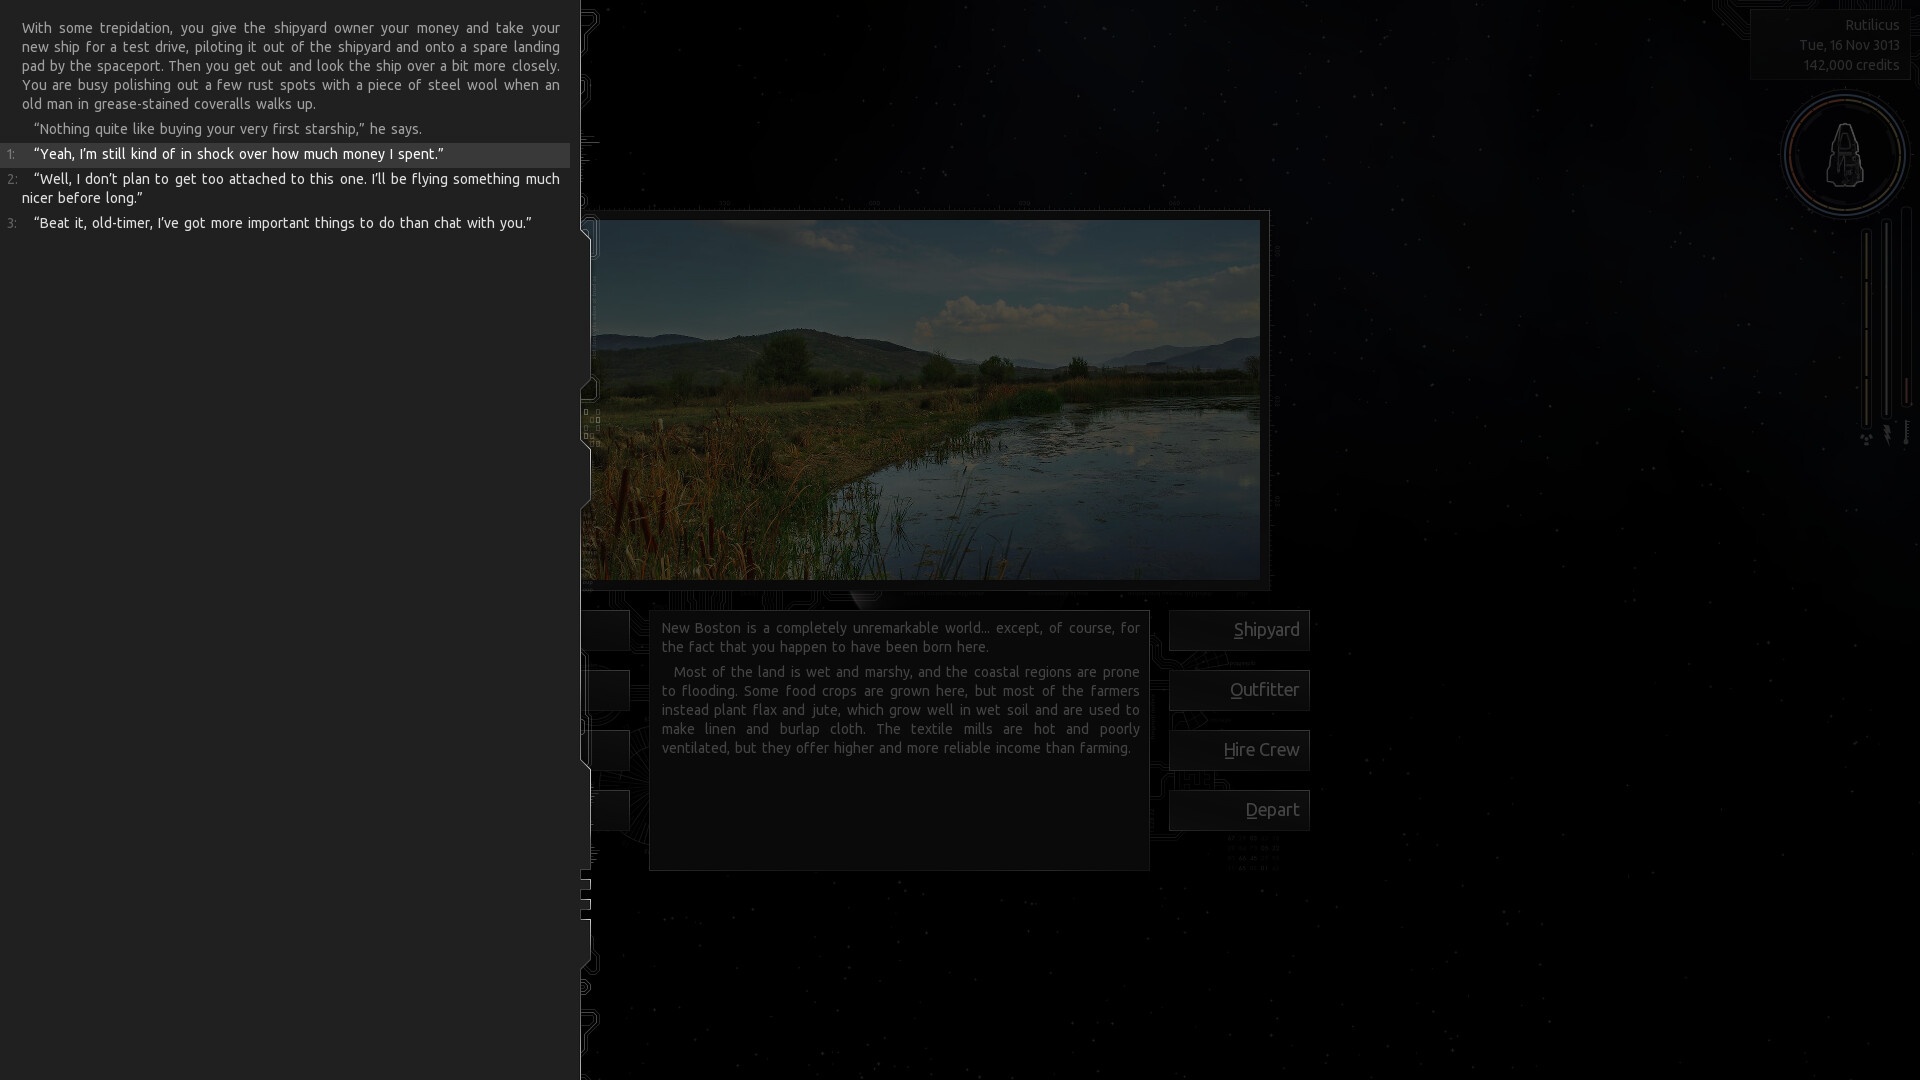 With some trepidation, you give the shipyard owner your money and take your
new ship for a test drive, piloting it out of the shipyard and onto a spare landing
pad by the spaceport. Then you get out and look the ship over a bit more closely.
You are busy polishing out a few rust spots with a piece of steel wool when an
old man in grease-stained coveralls walks up.
“Nothing quite like buying your very first starship,” he says.
1: “Yeah, I’m still kind of in shock over how much money I spent.”
2: “Well, I don’t plan to get too attached to this one. I’ll be flying something much
nicer before long.”
3: “Beat it, old-timer, I’ve got more important things to do than chat with you.”
Rutilicus
Tue, 16 Nov 3013
142,000 credits
New Boston is a completely unremarkable world... except, of course, for
the fact that you happen to have been born here.
Most of the land is wet and marshy, and the coastal regions are prone
to flooding. Some food crops are grown here, but most of the farmers
instead plant flax and jute, which grow well in wet soil and are used to
make linen and burlap cloth. The textile mills are hot and poorly
ventilated, but they offer higher and more reliable income than farming.
Shipyard
Outfitter
Hire Crew
Depart